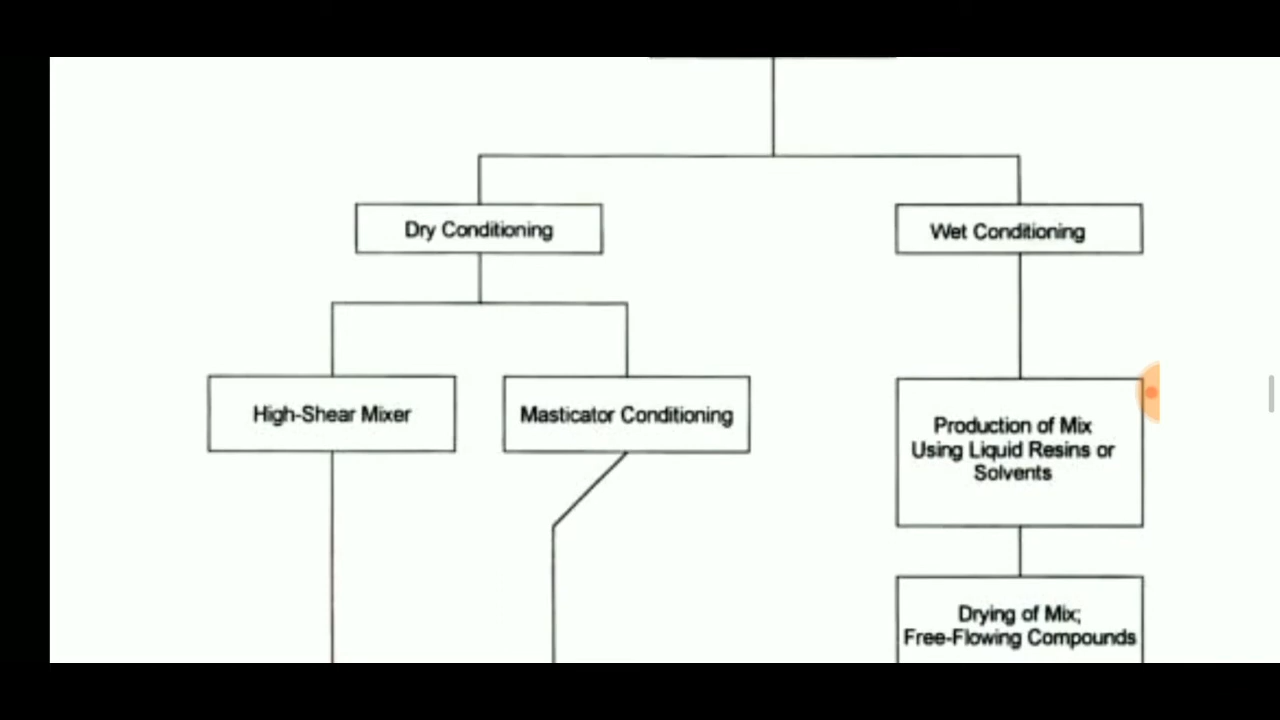 Dry Conditioning
Wet Conditioning
High-Shear Mixer
Masticator Conditioning
Production of Mix
Using Liquid Resins or
Solvents
Drying of Mix;
Free-Flowing Compounds